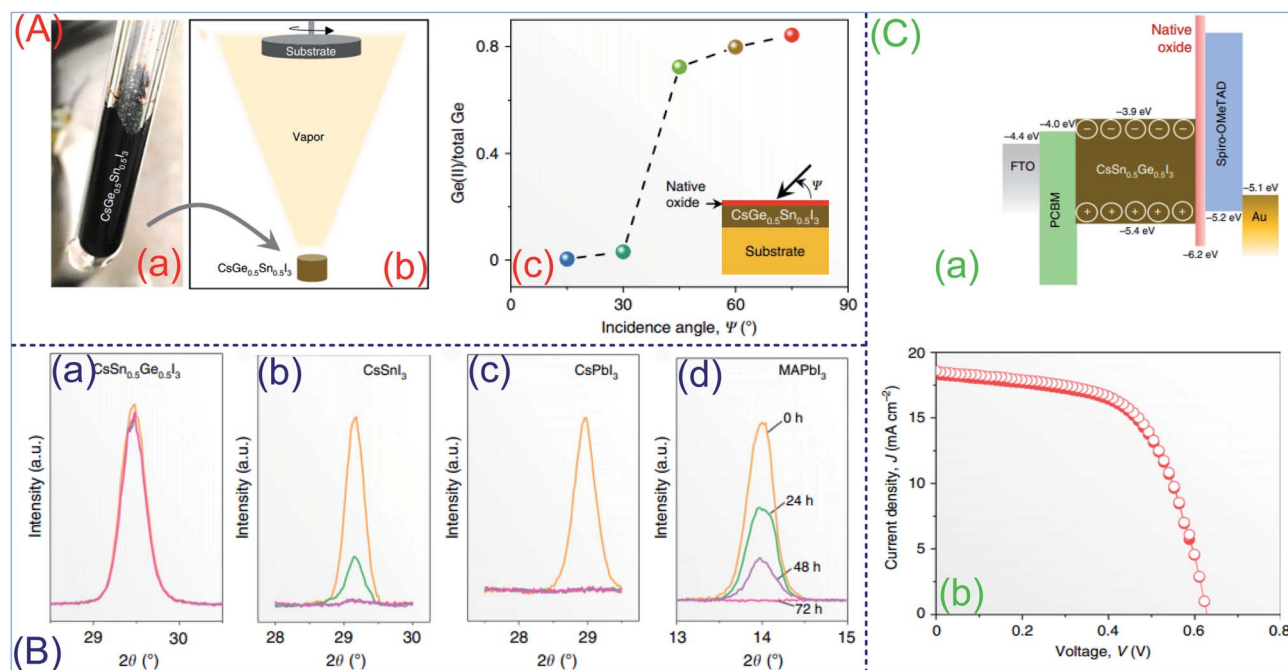 (A)
CsGe0.5Sn0.5I3
(a)
Substrate
Vapor
CsGe0.5Sn0.5I3
(b)
Ge(II)/total Ge
0.8
0.4
0
0
30
60
90
Incidence angle, Ψ (°)
(c)
Native
oxide
Ψ
CsGe0.5Sn0.5I3
Substrate
(B)
(a)
CsSn0.5Ge0.5I3
Intensity (a.u.)
29
30
2θ (°)
(b)
CsSnI3
Intensity (a.u.)
28
29
30
2θ (°)
(c)
CsPbI3
Intensity (a.u.)
28
29
2θ (°)
(d)
MAPbI3
Intensity (a.u.)
0 h
24 h
48 h
72 h
13
14
15
2θ (°)
(C)
Native
oxide
−3.9 eV
−4.0 eV
−4.4 eV
FTO
PCBM
CsSn0.5Ge0.5I3
− − − − −
+ + + + +
−5.4 eV
Spiro-OMeTAD
−5.1 eV
−5.2 eV
Au
−6.2 eV
(a)
Current density, J (mA cm−2)
20
15
10
5
0
0
0.2
0.4
0.6
0.8
Voltage, V (V)
(b)